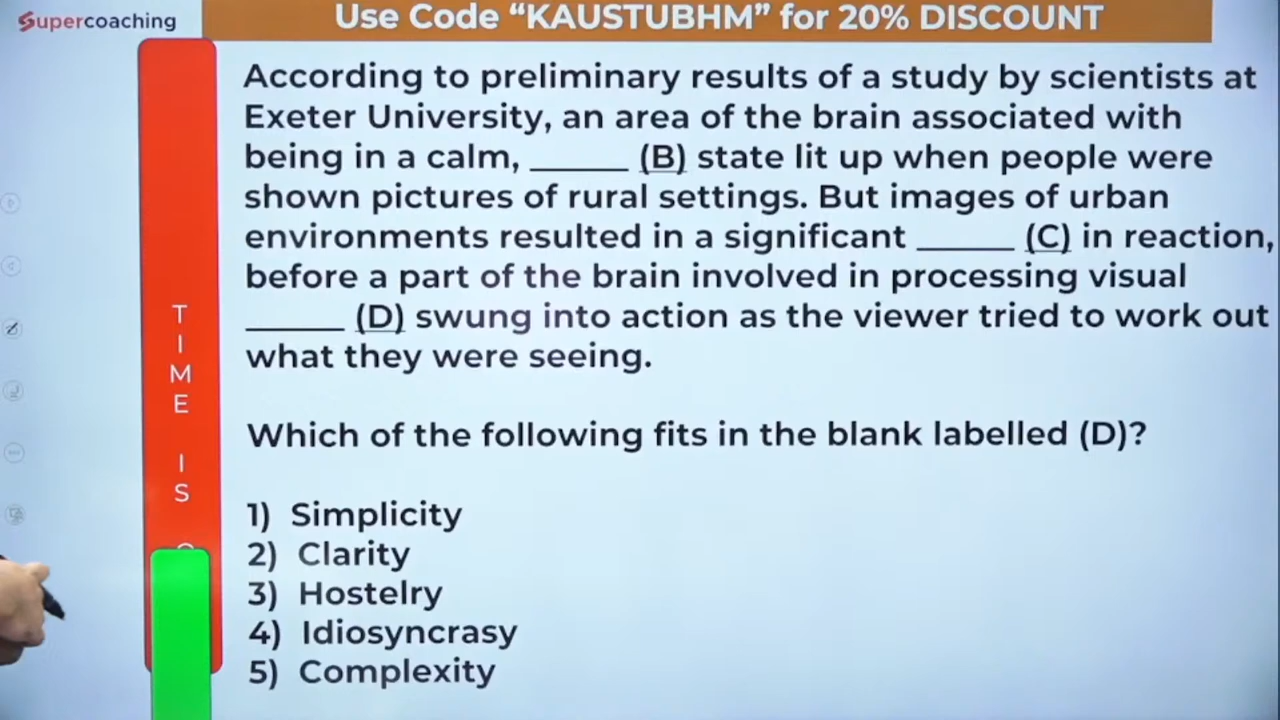 Supercoaching
Use Code “KAUSTUBHM” for 20% DISCOUNT
According to preliminary results of a study by scientists at
Exeter University, an area of the brain associated with
being in a calm, ______ (B) state lit up when people were
shown pictures of rural settings. But images of urban
environments resulted in a significant ______ (C) in reaction,
before a part of the brain involved in processing visual
______ (D) swung into action as the viewer tried to work out
what they were seeing.
Which of the following fits in the blank labelled (D)?
1) Simplicity
2) Clarity
3) Hostelry
4) Idiosyncrasy
5) Complexity
TIME IS